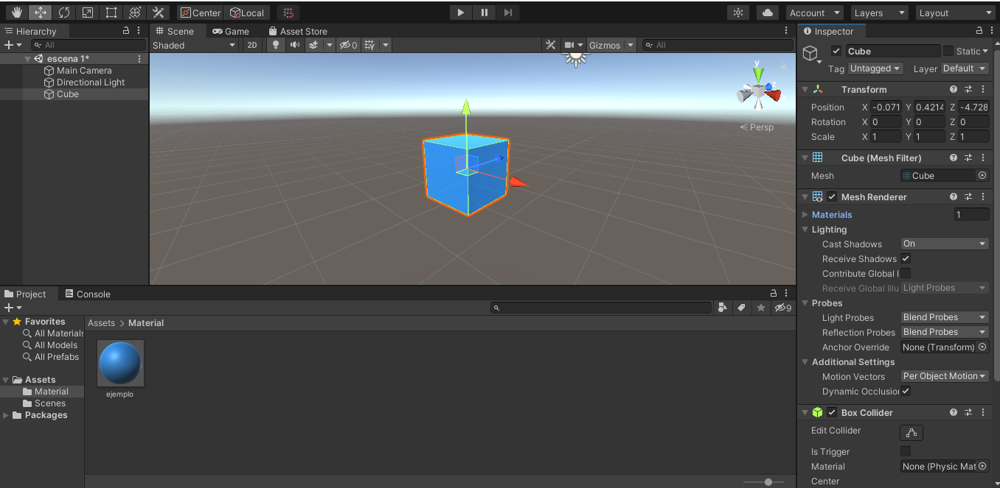 Center Local Account Layers Layout
Hierarchy
All
escena 1*
Main Camera
Directional Light
Cube
Scene Game Asset Store
Shaded 2D 0 Gizmos All
y
z
Persp
Inspector
Cube Static
Tag Untagged Layer Default
Transform
Position X -0.071 Y 0.4214 Z -4.728
Rotation X 0 Y 0 Z 0
Scale X 1 Y 1 Z 1
Cube (Mesh Filter)
Mesh Cube
Mesh Renderer
Materials 1
Lighting
Cast Shadows On
Receive Shadows
Contribute Global I
Receive Global Illu Light Probes
Probes
Light Probes Blend Probes
Reflection Probes Blend Probes
Anchor Override None (Transform)
Additional Settings
Motion Vectors Per Object Motion
Dynamic Occlusion
Box Collider
Edit Collider
Is Trigger
Material None (Physic Mat
Center
Project Console
9
Favorites
All Materials
All Models
All Prefabs
Assets
Material
Scenes
Packages
Assets > Material
ejemplo